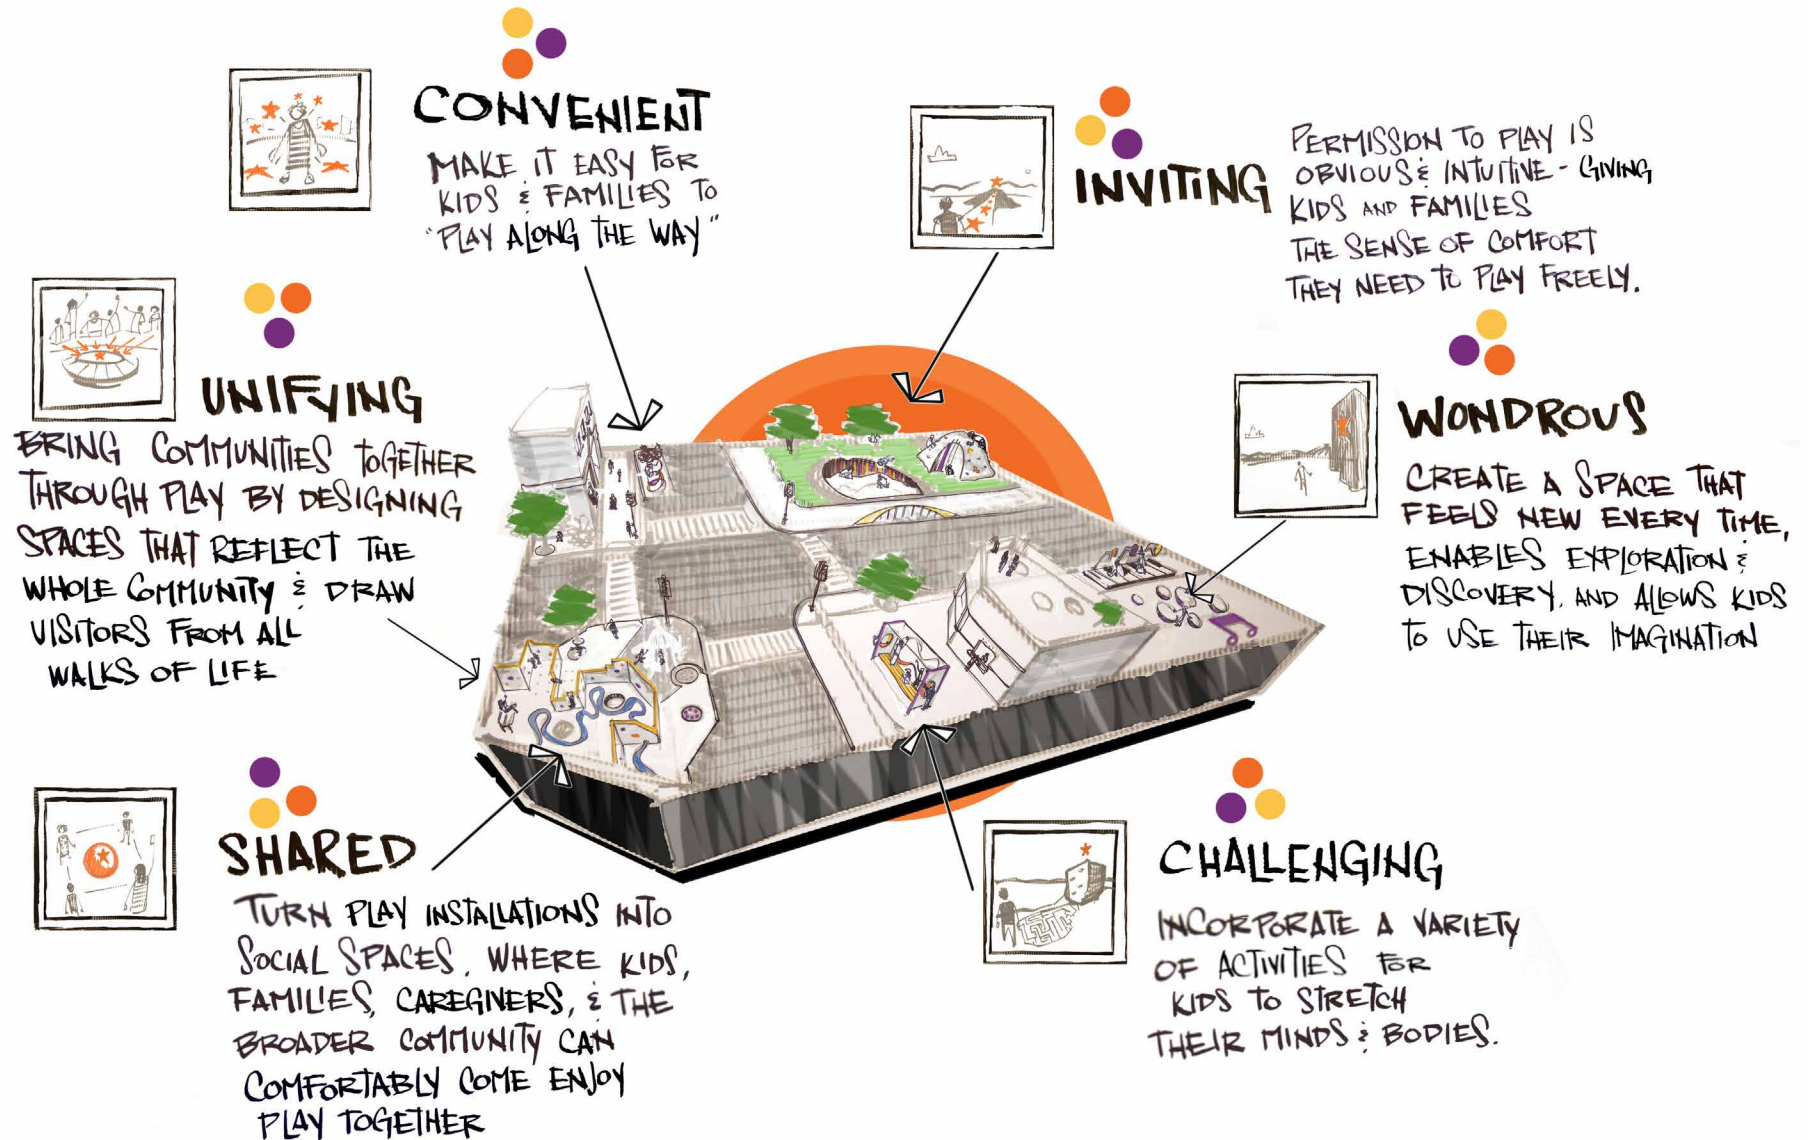 CONVENIENT
MAKE IT EASY FOR
KIDS & FAMILIES TO
"PLAY ALONG THE WAY"
INVITING
PERMISSION TO PLAY IS
OBVIOUS & INTUITIVE - GIVING
KIDS AND FAMILIES
THE SENSE OF COMFORT
THEY NEED TO PLAY FREELY.
UNIFYING
BRING COMMUNITIES TOGETHER
THROUGH PLAY BY DESIGNING
SPACES THAT REFLECT THE
WHOLE COMMUNITY & DRAW
VISITORS FROM ALL
WALKS OF LIFE
WONDROUS
CREATE A SPACE THAT
FEELS NEW EVERY TIME,
ENABLES EXPLORATION &
DISCOVERY, AND ALLOWS KIDS
TO USE THEIR IMAGINATION
SHARED
TURN PLAY INSTALLATIONS INTO
SOCIAL SPACES, WHERE KIDS,
FAMILIES, CAREGIVERS, & THE
BROADER COMMUNITY CAN
COMFORTABLY COME ENJOY
PLAY TOGETHER
CHALLENGING
INCORPORATE A VARIETY
OF ACTIVITIES FOR
KIDS TO STRETCH
THEIR MINDS & BODIES.